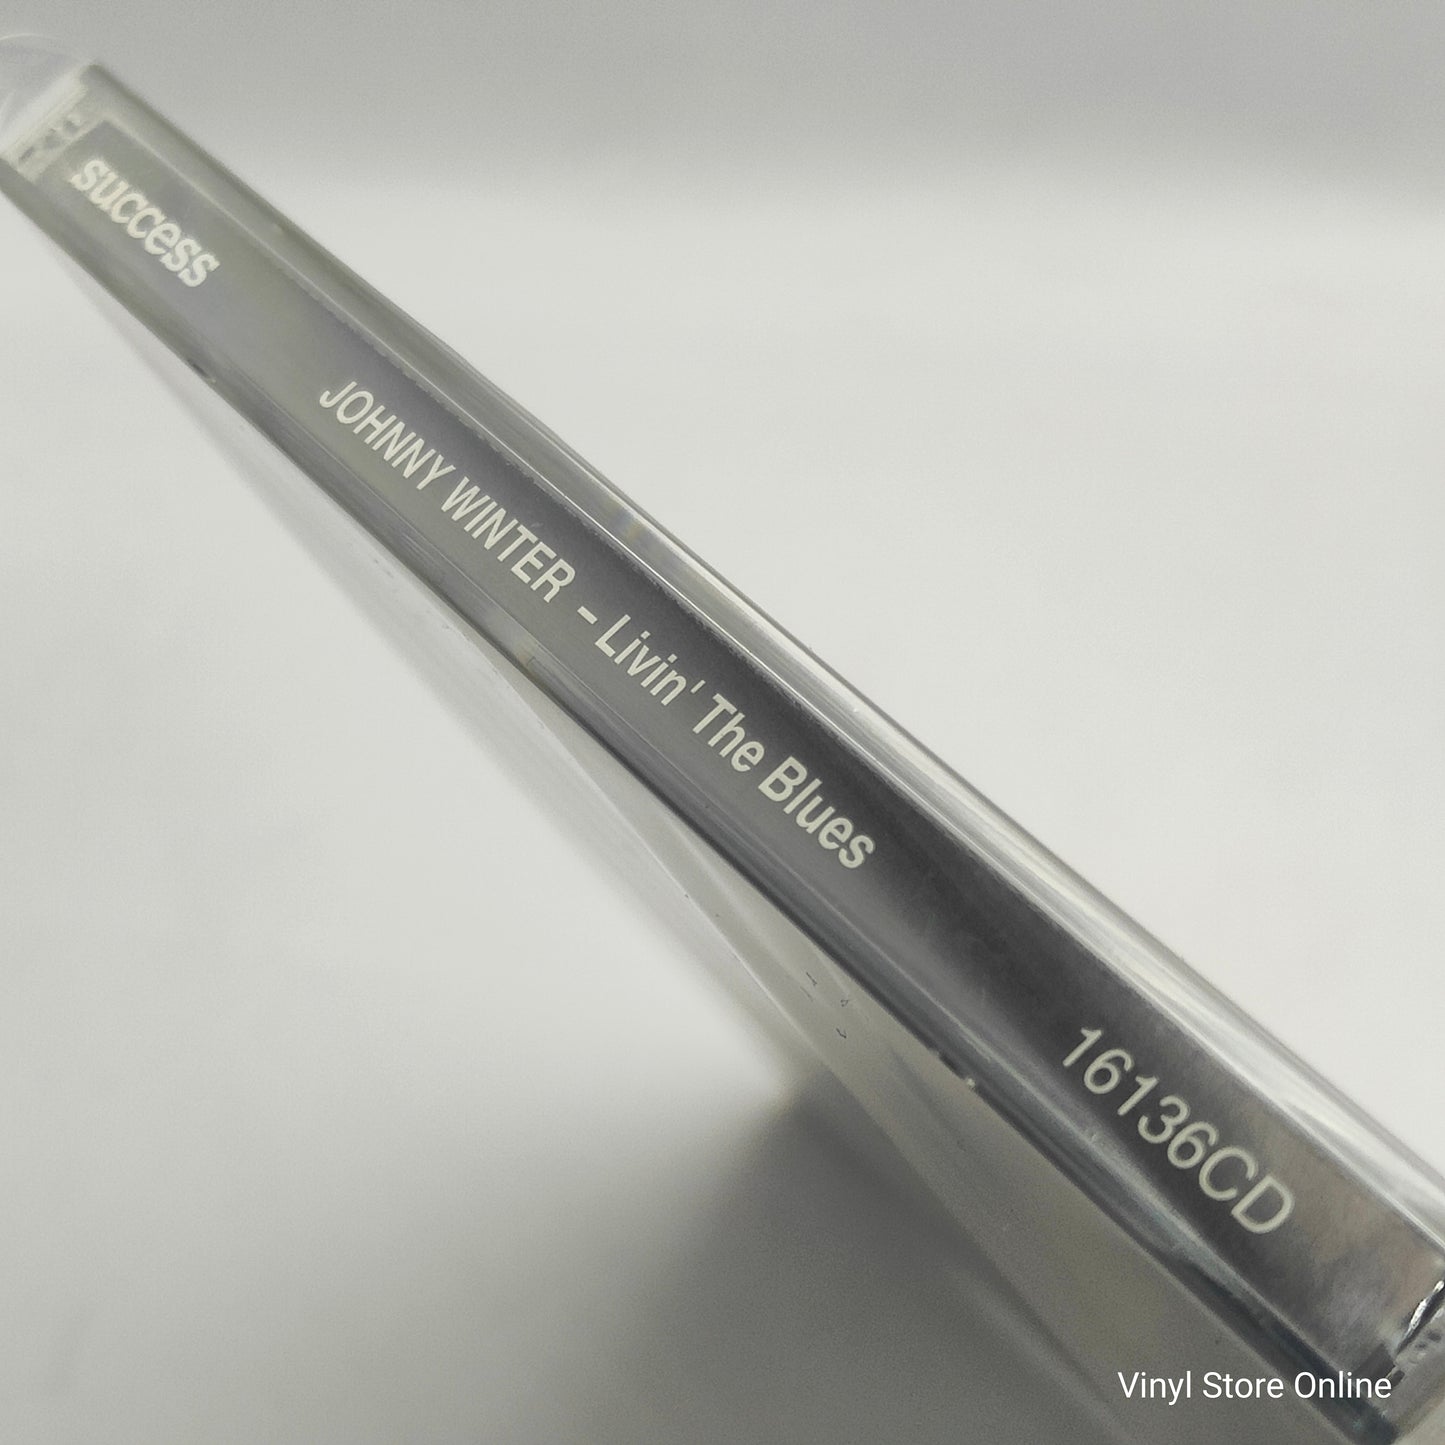 success
JOHNNY WINTER - Livin' The Blues
16136CD
Vinyl Store Online